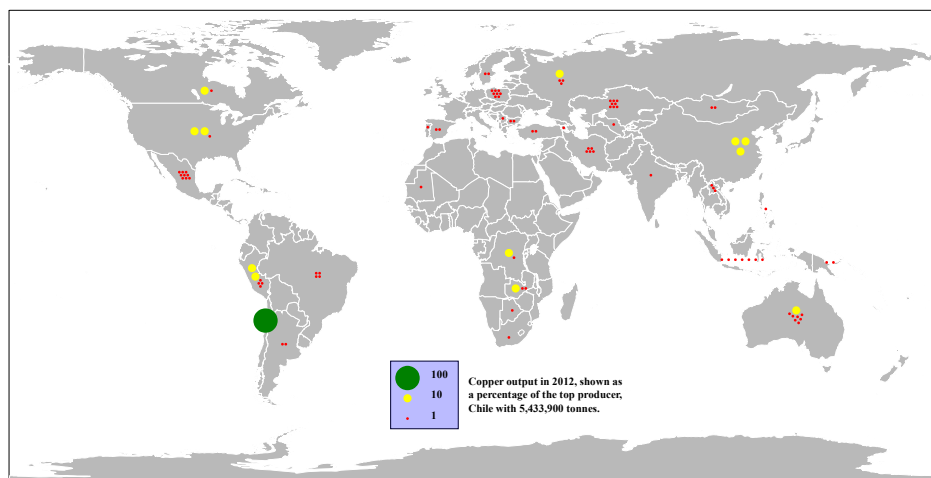 100
10
1
Copper output in 2012, shown as
a percentage of the top producer,
Chile with 5,433,900 tonnes.